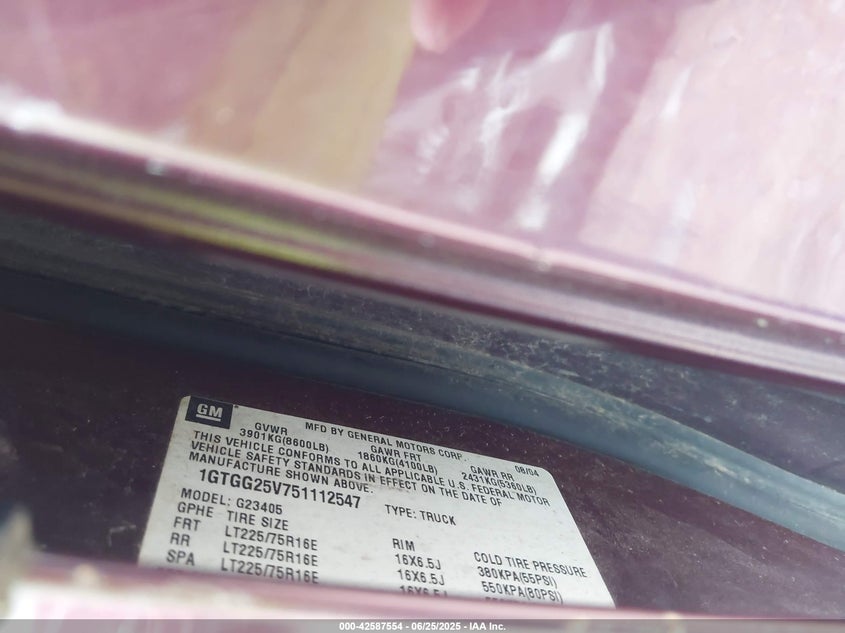 GM
MFD BY GENERAL MOTORS CORP. 08/04
GVWR GAWR FRT GAWR RR
3901KG(8600LB) 1860KG(4100LB) 2431KG(5360LB)
THIS VEHICLE CONFORMS TO ALL APPLICABLE U.S. FEDERAL MOTOR
VEHICLE SAFETY STANDARDS IN EFFECT ON THE DATE OF
MANUFACTURE SHOWN ABOVE.
1GTGG25V751112547 TYPE: TRUCK
MODEL: G23405
GPHE TIRE SIZE RIM COLD TIRE PRESSURE
FRT LT225/75R16E 16X6.5J 380KPA(55PSI)
RR LT225/75R16E 16X6.5J 550KPA(80PSI)
SPA LT225/75R16E 16X6.5J
000-42587554 - 06/25/2025 - IAA Inc.